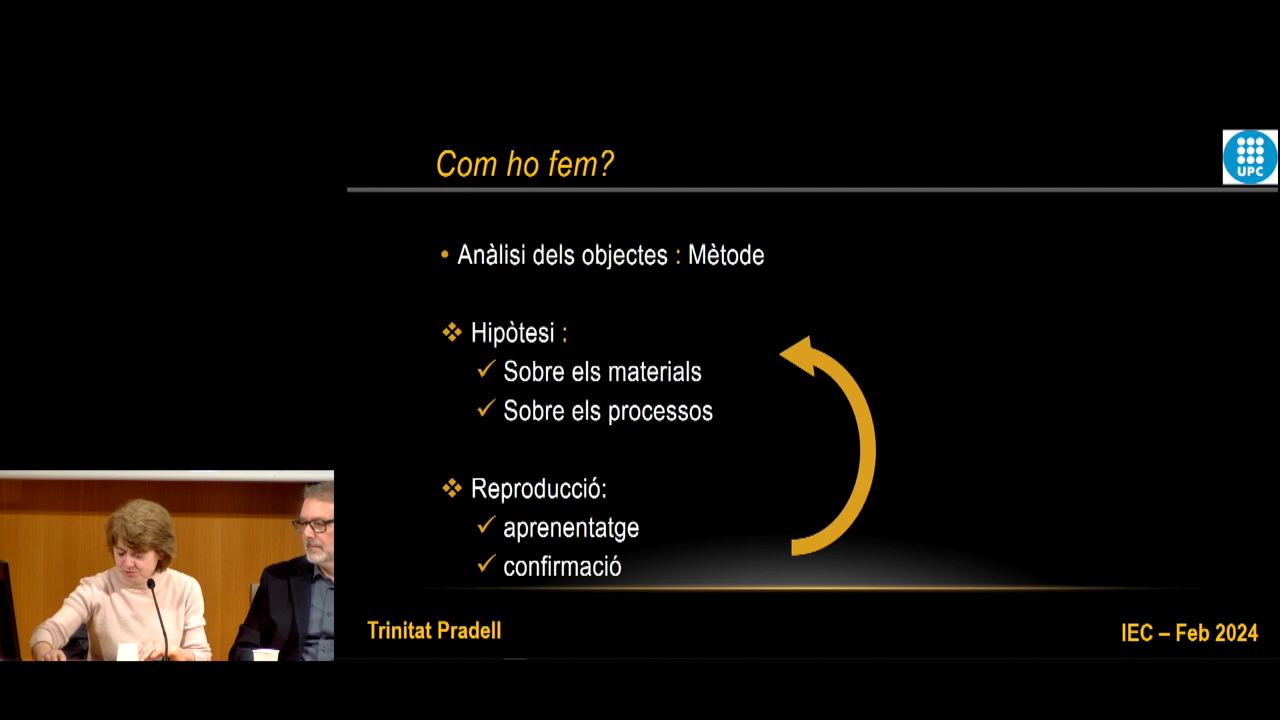 Com ho fem?
UPC
• Anàlisi dels objectes : Mètode
❖ Hipòtesi :
✓ Sobre els materials
✓ Sobre els processos
❖ Reproducció:
✓ aprenentatge
✓ confirmació
Trinitat Pradell
IEC – Feb 2024